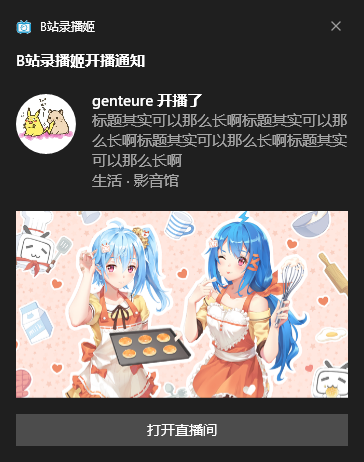 B站录播姬
B站录播姬开播通知
genteure 开播了
标题其实可以那么长啊标题其实可以那
么长啊标题其实可以那么长啊标题其实
可以那么长啊
生活 · 影音馆
打开直播间